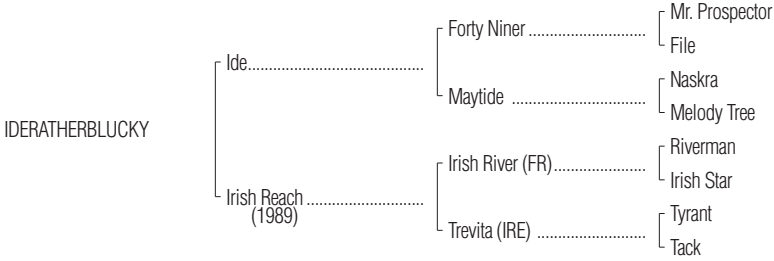 Mr. Prospector
Forty Niner
File
Ide
Naskra
Maytide
Melody Tree
IDERATHERBLUCKY
Riverman
Irish River (FR)
Irish Star
Irish Reach
(1989)
Tyrant
Trevita (IRE)
Tack